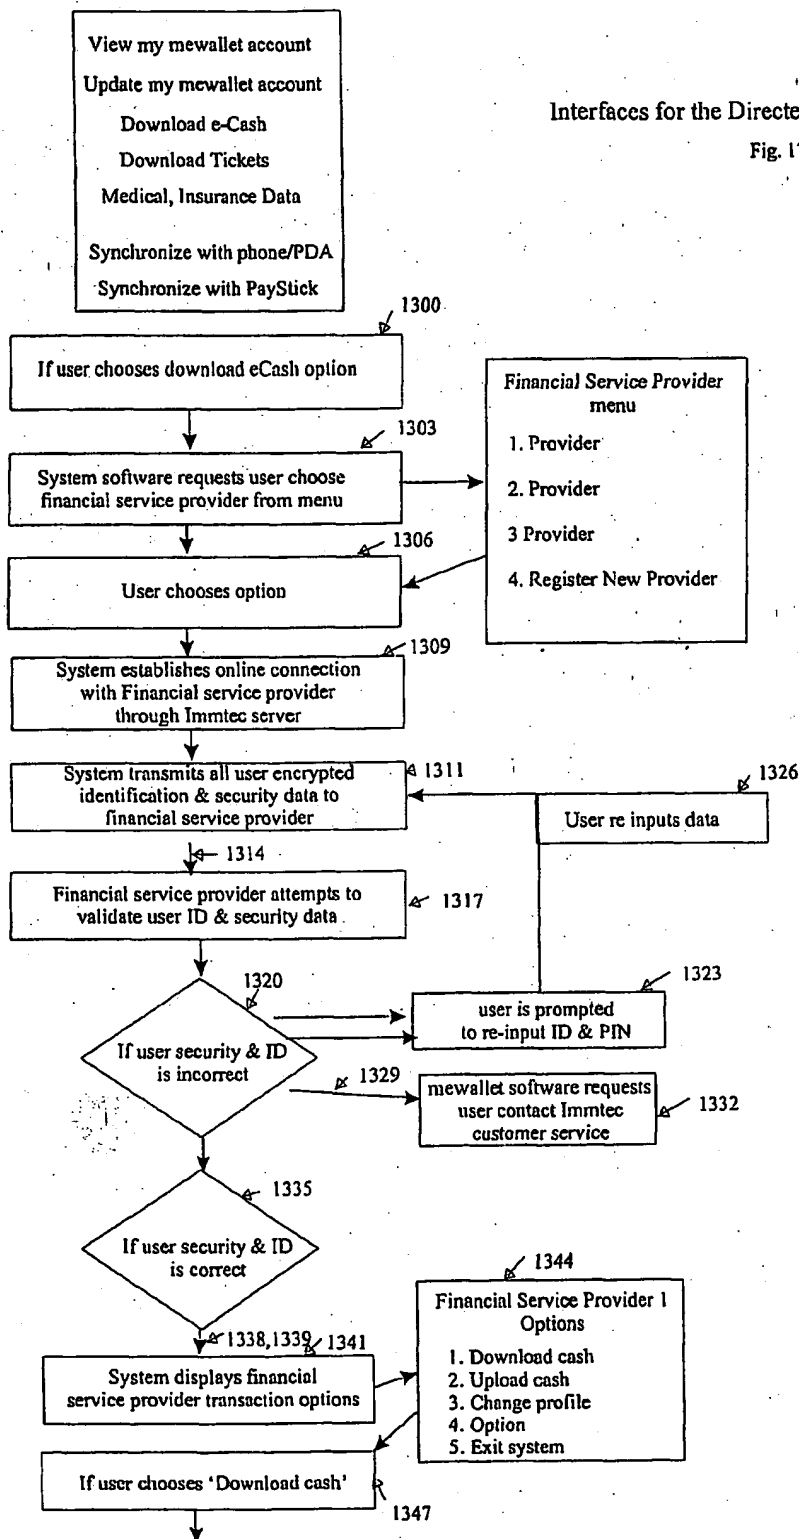 View my mewallet account
Update my mewallet account
Download e-Cash
Download Tickets
Medical, Insurance Data
Synchronize with phone/PDA
Synchronize with PayStick
Interfaces for the Directe
Fig. 1
1300
If user chooses download eCash option
1303
System software requests user choose
financial service provider from menu
Financial Service Provider
menu
1. Provider
2. Provider
3 Provider
4. Register New Provider
1306
User chooses option
1309
System establishes online connection
with Financial service provider
through Immtec server
1311
System transmits all user encrypted
identification & security data to
financial service provider
1326
User re inputs data
1314
Financial service provider attempts to
validate user ID & security data
1317
1320
If user security & ID
is incorrect
1323
user is prompted
to re-input ID & PIN
1329
mewallet software requests
user contact Immtec
customer service
1332
1335
If user security & ID
is correct
1338,1339
1341
System displays financial
service provider transaction options
1344
Financial Service Provider 1
Options
1. Download cash
2. Upload cash
3. Change profile
4. Option
5. Exit system
If user chooses ‘Download cash’
1347